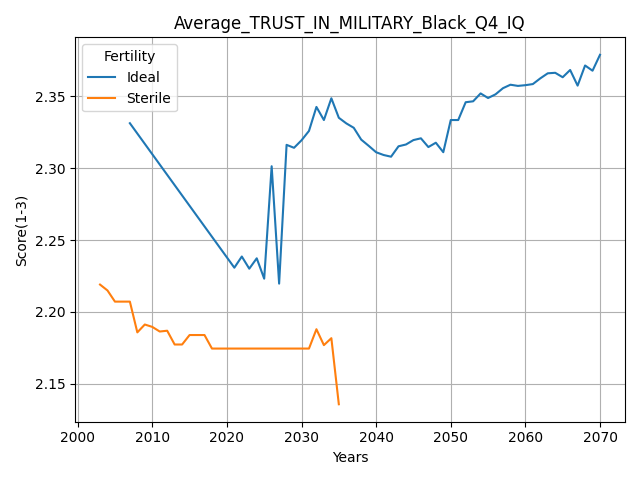 Average_TRUST_IN_MILITARY_Black_Q4_IQ
Fertility
Ideal
Sterile
Score(1-3)
2.35
2.30
2.25
2.20
2.15
2000 2010 2020 2030 2040 2050 2060 2070
Years